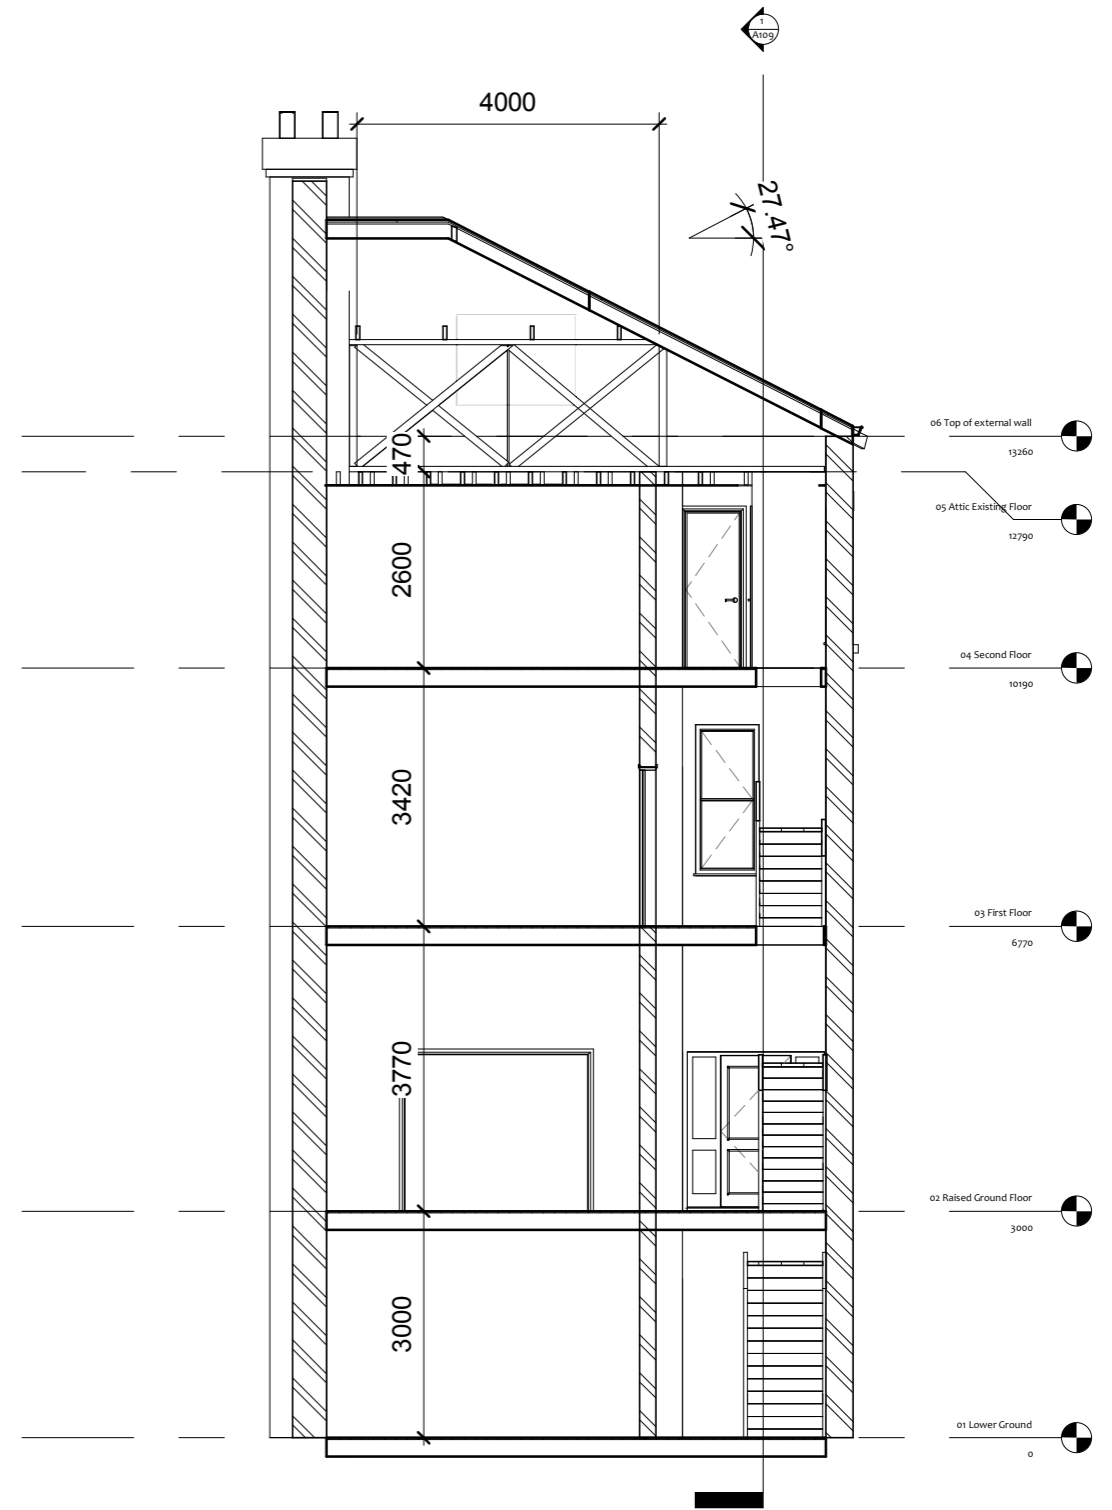 1
A109
4000
27.47°
06 Top of external wall
13260
470
05 Attic Existing Floor
12790
2600
04 Second Floor
10190
3420
03 First Floor
6770
3770
02 Raised Ground Floor
3000
3000
01 Lower Ground
0